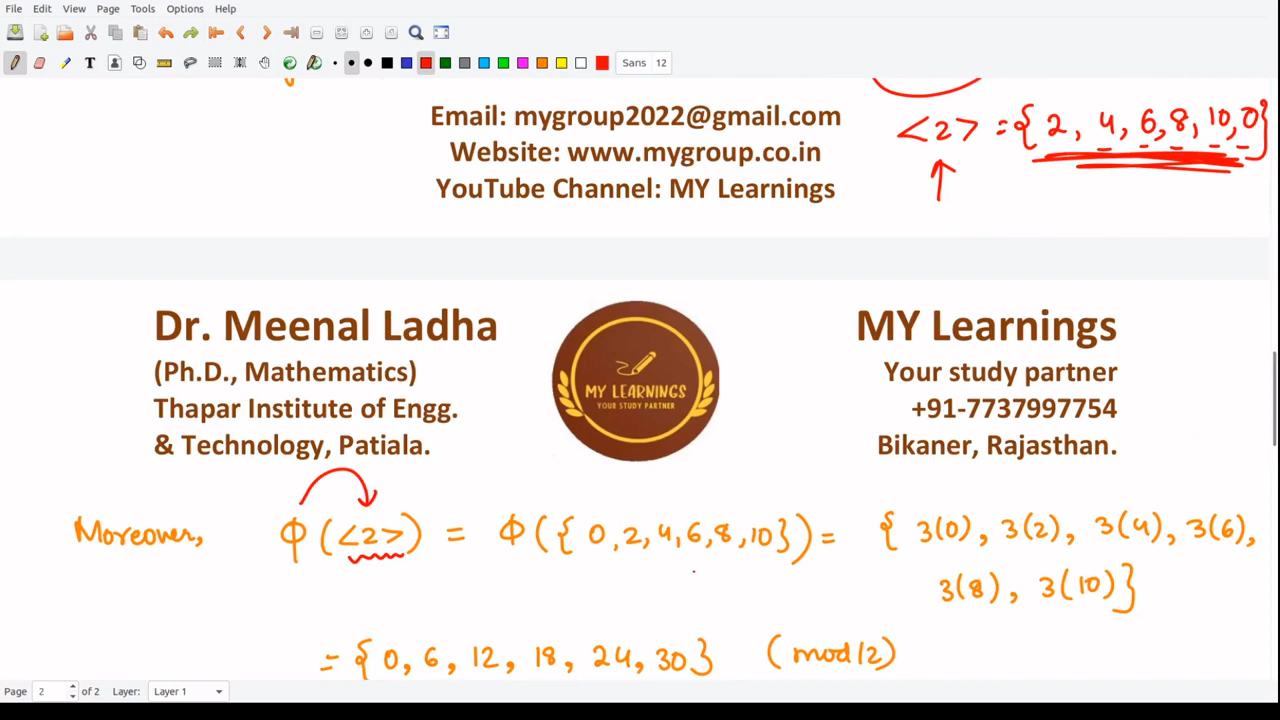 File Edit View Page Tools Options Help
Sans 12
Email: mygroup2022@gmail.com
Website: www.mygroup.co.in
YouTube Channel: MY Learnings
<2> = {2, 4, 6, 8, 10, 0}
Dr. Meenal Ladha
(Ph.D., Mathematics)
Thapar Institute of Engg.
& Technology, Patiala.
MY LEARNINGS
YOUR STUDY PARTNER
MY Learnings
Your study partner
+91-7737997754
Bikaner, Rajasthan.
Moreover, Φ(<2>) = Φ({0, 2, 4, 6, 8, 10}) = { 3(0), 3(2), 3(4), 3(6),
3(8), 3(10)}
= {0, 6, 12, 18, 24, 30} (mod 12)
Page 2 of 2 Layer: Layer 1